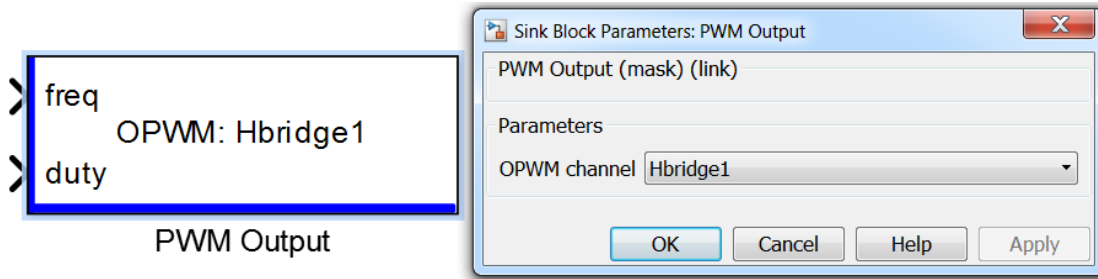 freq
OPWM: Hbridge1
duty
PWM Output
Sink Block Parameters: PWM Output
PWM Output (mask) (link)
Parameters
OPWM channel Hbridge1
OK Cancel Help Apply